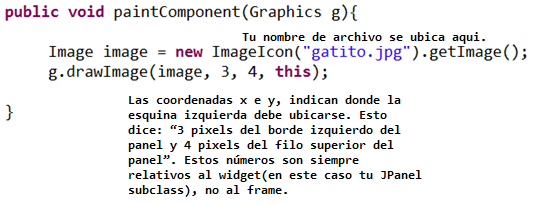 public void paintComponent(Graphics g){
Tu nombre de archivo se ubica aqui.
Image image = new ImageIcon("gatito.jpg").getImage();
g.drawImage(image, 3, 4, this);
Las coordenadas x e y, indican donde la
esquina izquierda debe ubicarse. Esto
dice: “3 pixels del borde izquierdo del
panel y 4 pixels del filo superior del
panel”. Estos números son siempre
relativos al widget(en este caso tu JPanel
subclass), no al frame.
}